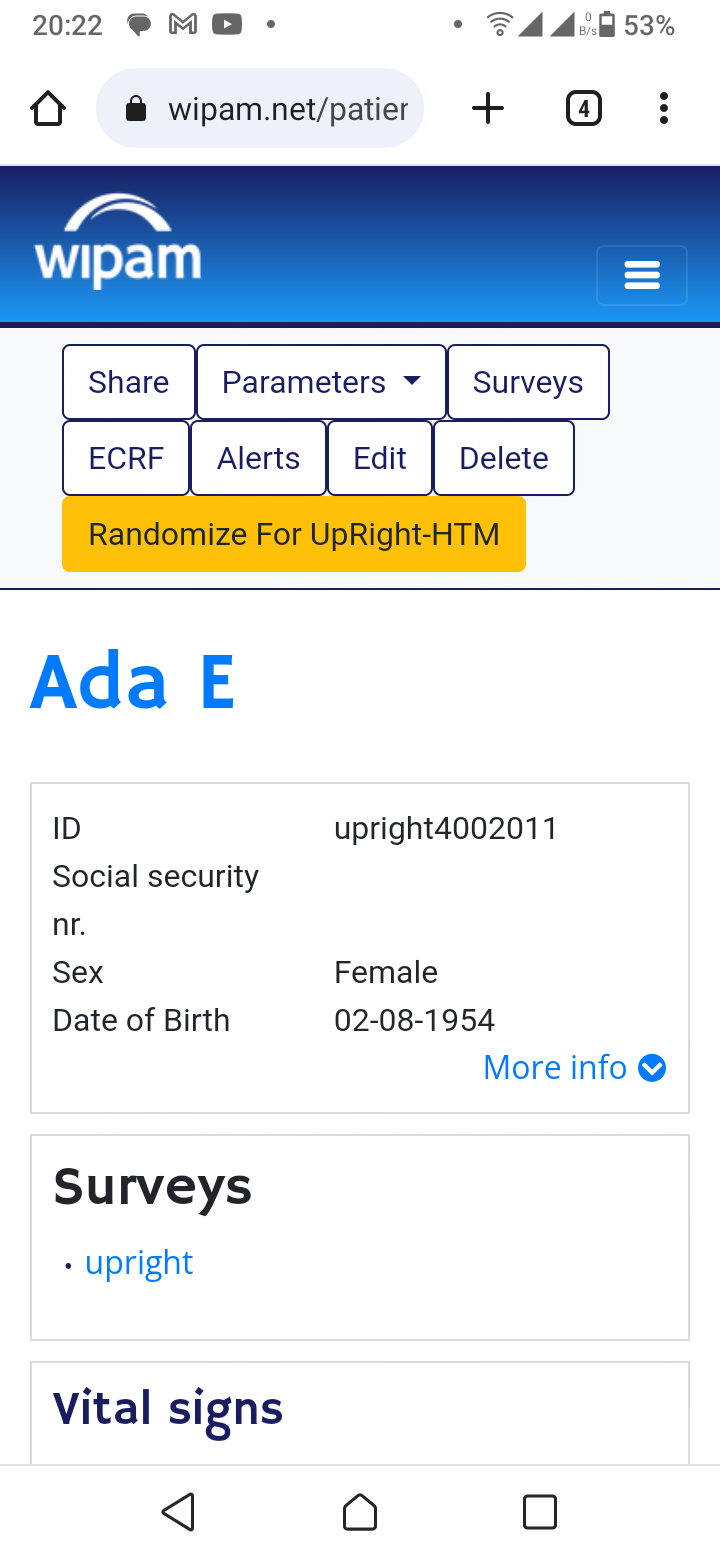 20:22 0 B/s 53%
wipam.net/patier 4
wipam
Share Parameters Surveys
ECRF Alerts Edit Delete
Randomize For UpRight-HTM
Ada E
ID upright4002011
Social security
nr.
Sex Female
Date of Birth 02-08-1954
More info
Surveys
• upright
Vital signs